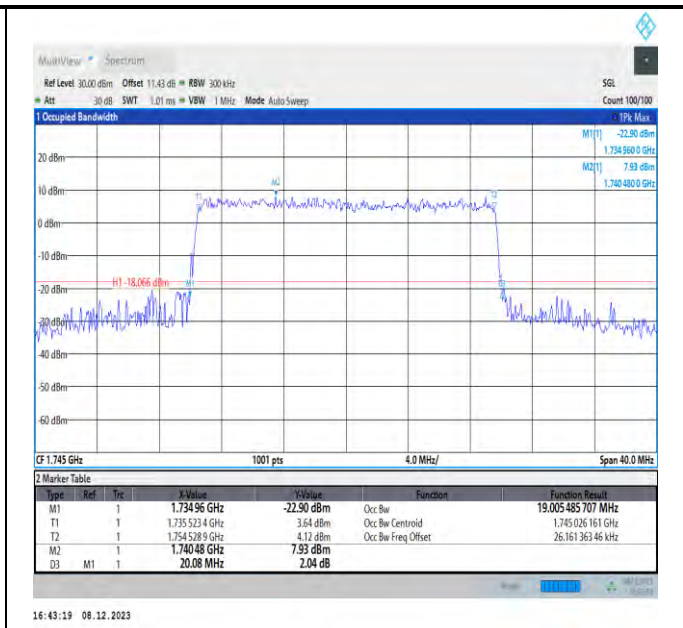 MultiView Spectrum
Ref Level 30.00 dBm Offset 11.43 dB RBW 300 kHz SGL
Att 30 dB SWT 1.01 ms VBW 1 MHz Mode Auto Sweep Count 100/100
1 Occupied Bandwidth 1Pk Max
M1[1] -22.90 dBm
1.734 960 0 GHz
20 dBm
M2[1] 7.93 dBm
1.740 480 0 GHz
M2
10 dBm
T1 T2
0 dBm
-10 dBm
H1 -18.066 dBm M1 D3
-20 dBm
-30 dBm
-40 dBm
-50 dBm
-60 dBm
CF 1.745 GHz 1001 pts 4.0 MHz/ Span 40.0 MHz
2 Marker Table
Type Ref Trc X-Value Y-Value Function Function Result
M1 1 1.734 96 GHz -22.90 dBm Occ Bw 19.005 485 707 MHz
T1 1 1.735 523 4 GHz 3.64 dBm Occ Bw Centroid 1.745 026 161 GHz
T2 1 1.754 528 9 GHz 4.12 dBm Occ Bw Freq Offset 26.161 363 46 kHz
M2 1 1.740 48 GHz 7.93 dBm
D3 M1 1 20.08 MHz 2.04 dB
16:43:19 08.12.2023